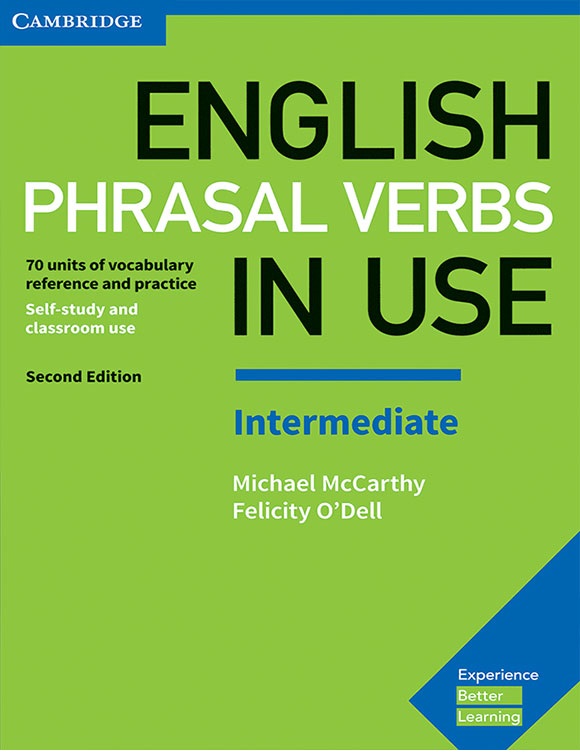 CAMBRIDGE
ENGLISH
PHRASAL VERBS
IN USE
70 units of vocabulary
reference and practice
Self-study and
classroom use
Second Edition
Intermediate
Michael McCarthy
Felicity O'Dell
Experience
Better
Learning